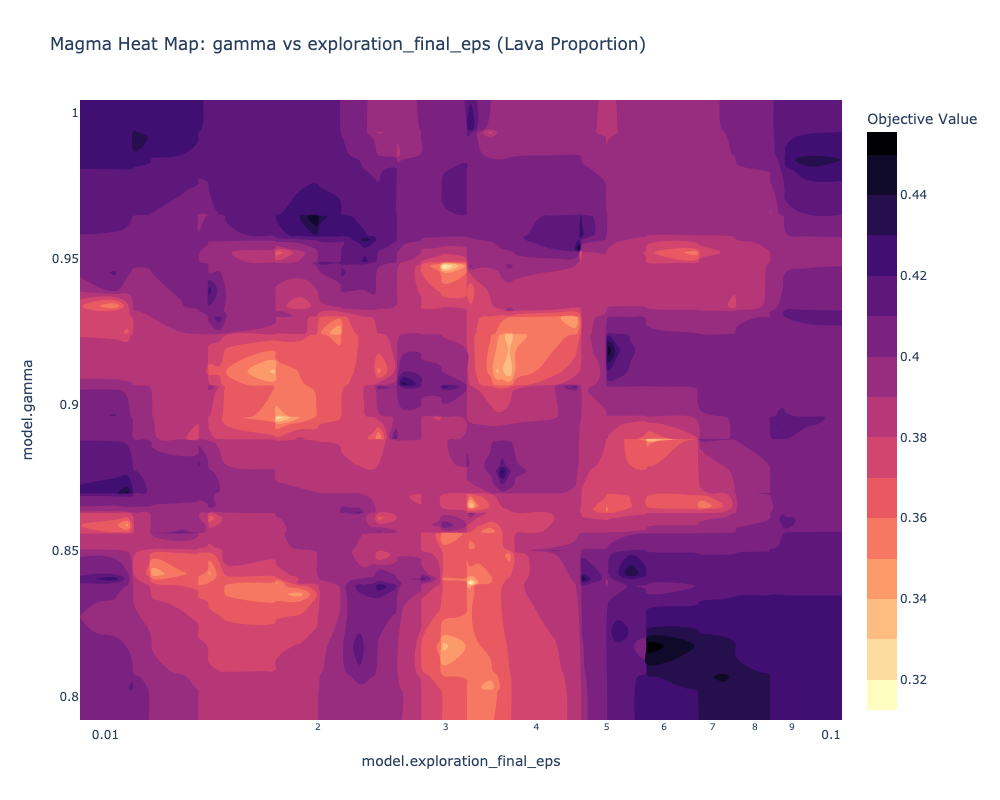 Magma Heat Map: gamma vs exploration_final_eps (Lava Proportion)
Objective Value
1
0.95
0.9
0.85
0.8
model.gamma
0.44
0.42
0.4
0.38
0.36
0.34
0.32
0.01 2 3 4 5 6 7 8 9 0.1
model.exploration_final_eps